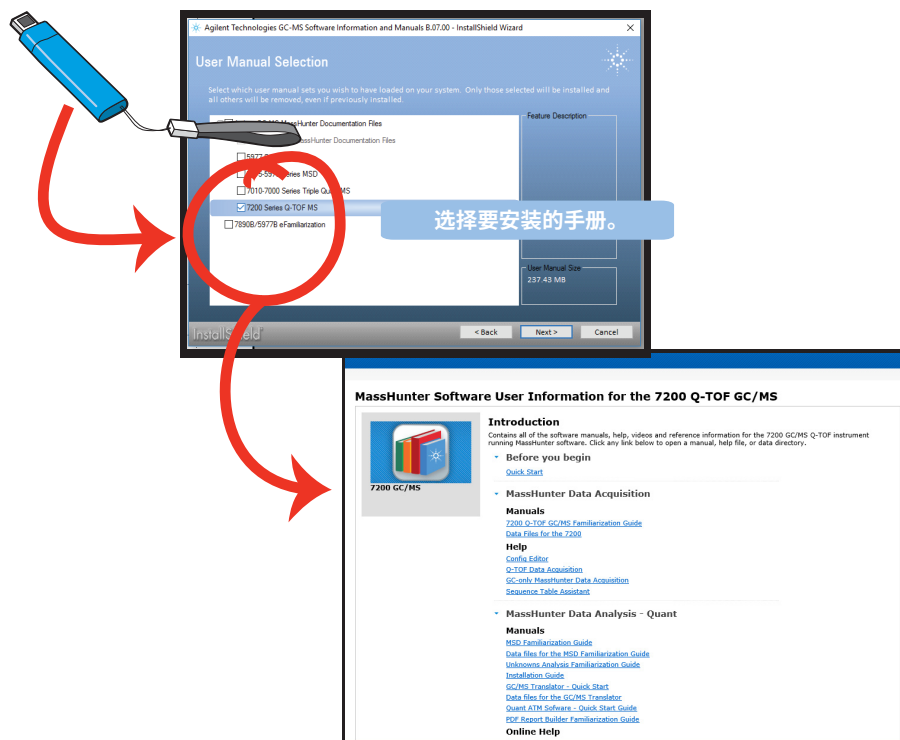 Agilent Technologies GC-MS Software Information and Manuals B.07.00 - InstallShield Wizard
User Manual Selection
Select which user manual sets you wish to have loaded on your system. Only those selected will be installed and
all others will be removed, even if previously installed.
MassHunter Documentation Files
MassHunter Documentation Files
5977
Series MSD
7010-7000 Series Triple MS
7200 Series Q-TOF MS
7890B/5977B eFamiliarization
Feature Description
选择要安装的手册。
User Manual Size
237.43 MB
InstallShield
< Back
Next >
Cancel
MassHunter Software User Information for the 7200 Q-TOF GC/MS
7200 GC/MS
Introduction
Contains all of the software manuals, help, videos and reference information for the 7200 GC/MS Q-TOF instrument
running MassHunter software. Click any link below to open a manual, help file, or data directory.
Before you begin
Quick Start
MassHunter Data Acquisition
Manuals
7200 Q-TOF GC/MS Familiarization Guide
Data Files for the 7200
Help
Config Editor
Q-TOF Data Acquisition
GC-only MassHunter Data Acquisition
Sequence Table Assistant
MassHunter Data Analysis - Quant
Manuals
MSD Familiarization Guide
Data files for the MSD Familiarization Guide
Unknowns Analysis Familiarization Guide
Installation Guide
GC/MS Translator - Quick Start
Data files for the GC/MS Translator
Quant ATM Sofware - Quick Start Guide
PDF Report Builder Familiarization Guide
Online Help